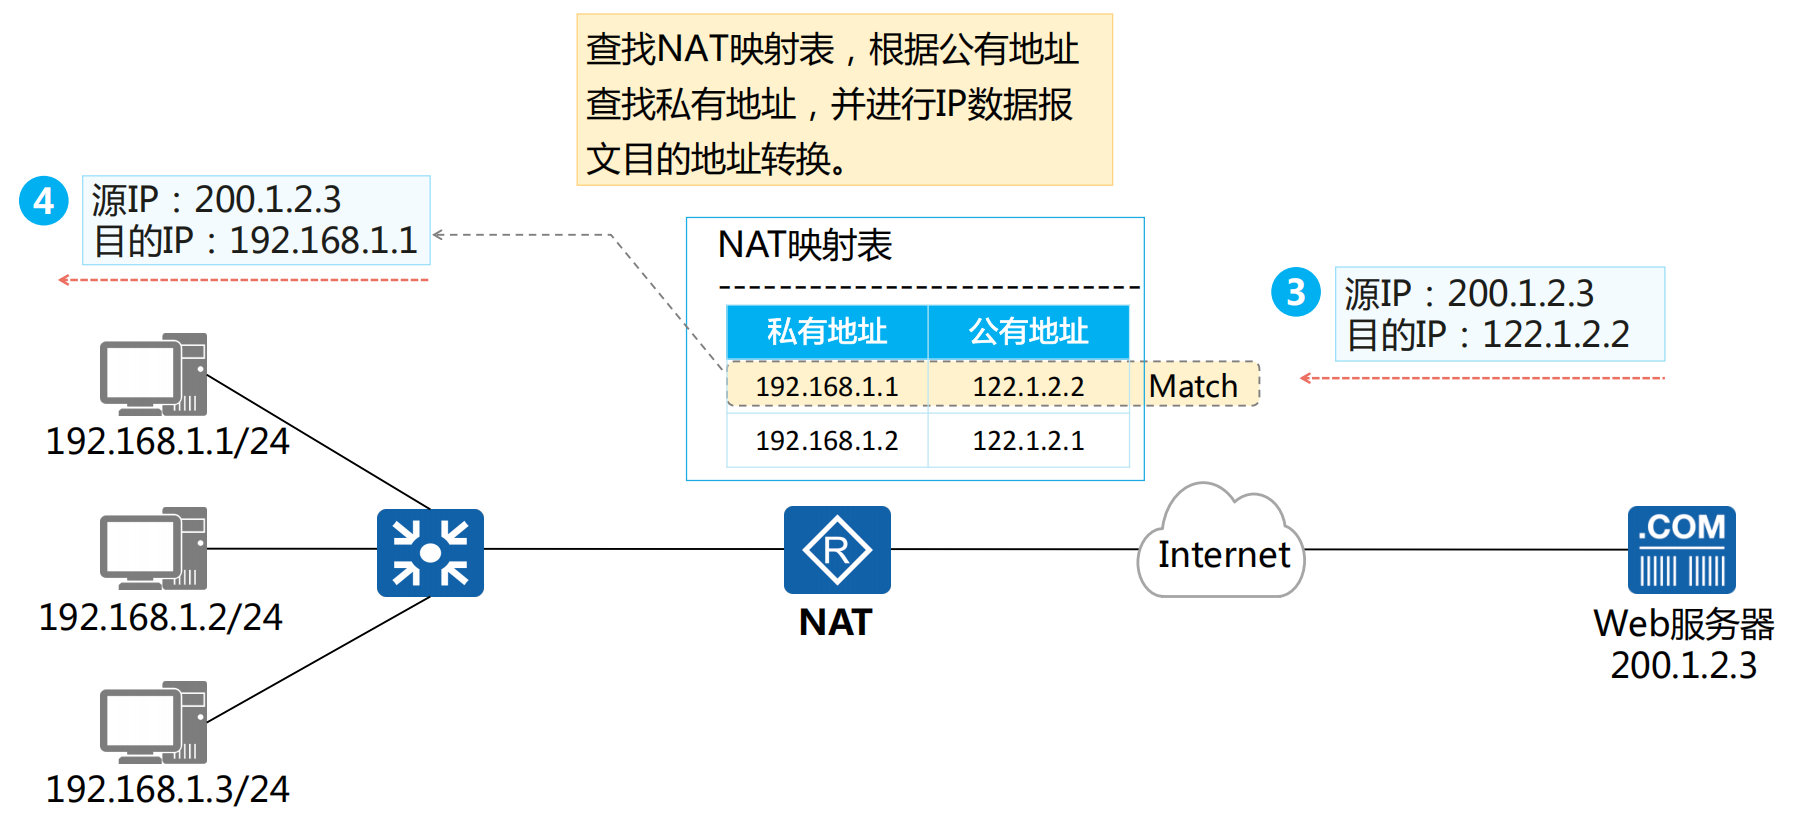 查找NAT映射表，根据公有地址
查找私有地址，并进行IP数据报
文目的地址转换。
4
源IP：200.1.2.3
目的IP：192.168.1.1
NAT映射表
私有地址 公有地址
192.168.1.1 122.1.2.2 Match
192.168.1.2 122.1.2.1
3
源IP：200.1.2.3
目的IP：122.1.2.2
192.168.1.1/24
192.168.1.2/24
192.168.1.3/24
R
NAT
Internet
.COM
Web服务器
200.1.2.3